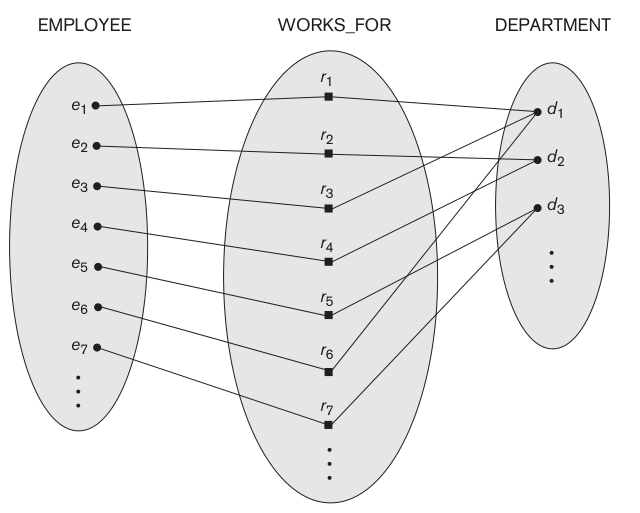 EMPLOYEE WORKS_FOR DEPARTMENT
r1
e1 d1
r2
e2 d2
e3 r3
d3
e4 r4
e5
r5
e6
r6
e7
r7